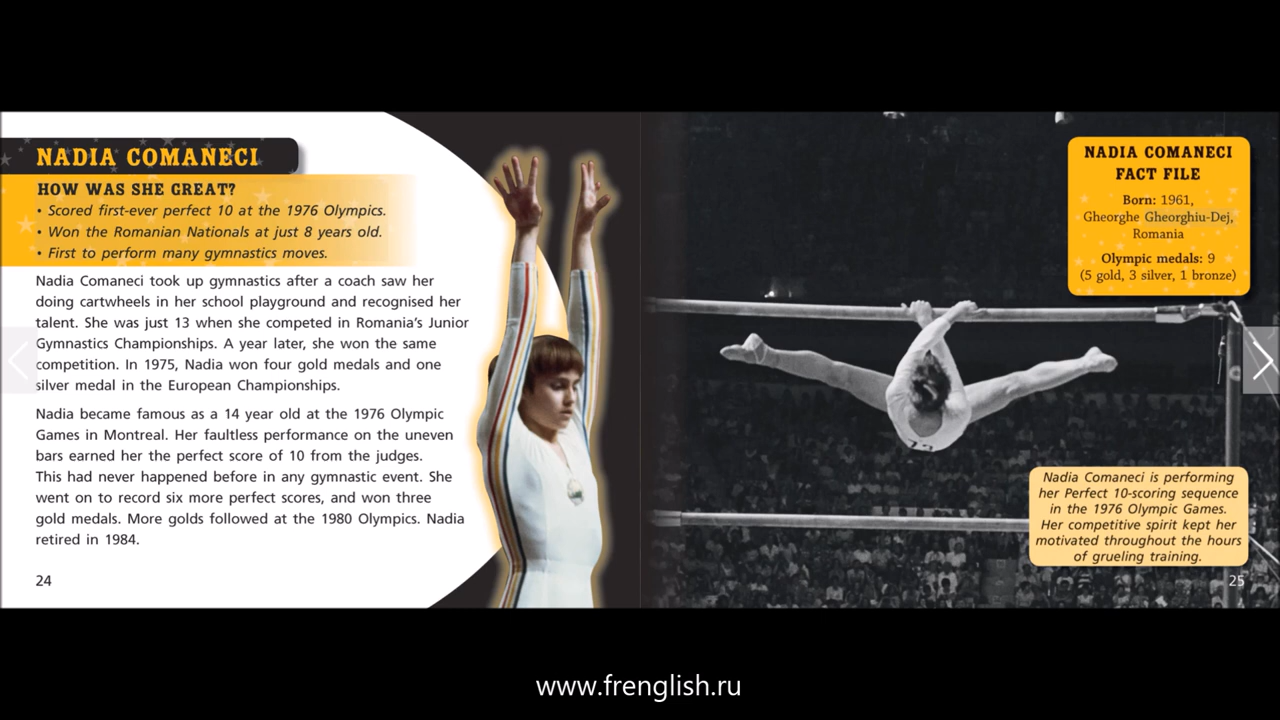 NADIA COMANECI
HOW WAS SHE GREAT?
• Scored first-ever perfect 10 at the 1976 Olympics.
• Won the Romanian Nationals at just 8 years old.
• First to perform many gymnastics moves.
Nadia Comaneci took up gymnastics after a coach saw her
doing cartwheels in her school playground and recognised her
talent. She was just 13 when she competed in Romania's Junior
Gymnastics Championships. A year later, she won the same
competition. In 1975, Nadia won four gold medals and one
silver medal in the European Championships.
Nadia became famous as a 14 year old at the 1976 Olympic
Games in Montreal. Her faultless performance on the uneven
bars earned her the perfect score of 10 from the judges.
This had never happened before in any gymnastic event. She
went on to record six more perfect scores, and won three
gold medals. More golds followed at the 1980 Olympics. Nadia
retired in 1984.
24
NADIA COMANECI
FACT FILE
Born: 1961,
Gheorghe Gheorghiu-Dej,
Romania
Olympic medals: 9
(5 gold, 3 silver, 1 bronze)
Nadia Comaneci is performing
her Perfect 10-scoring sequence
in the 1976 Olympic Games.
Her competitive spirit kept her
motivated throughout the hours
of grueling training.
25
www.frenglish.ru